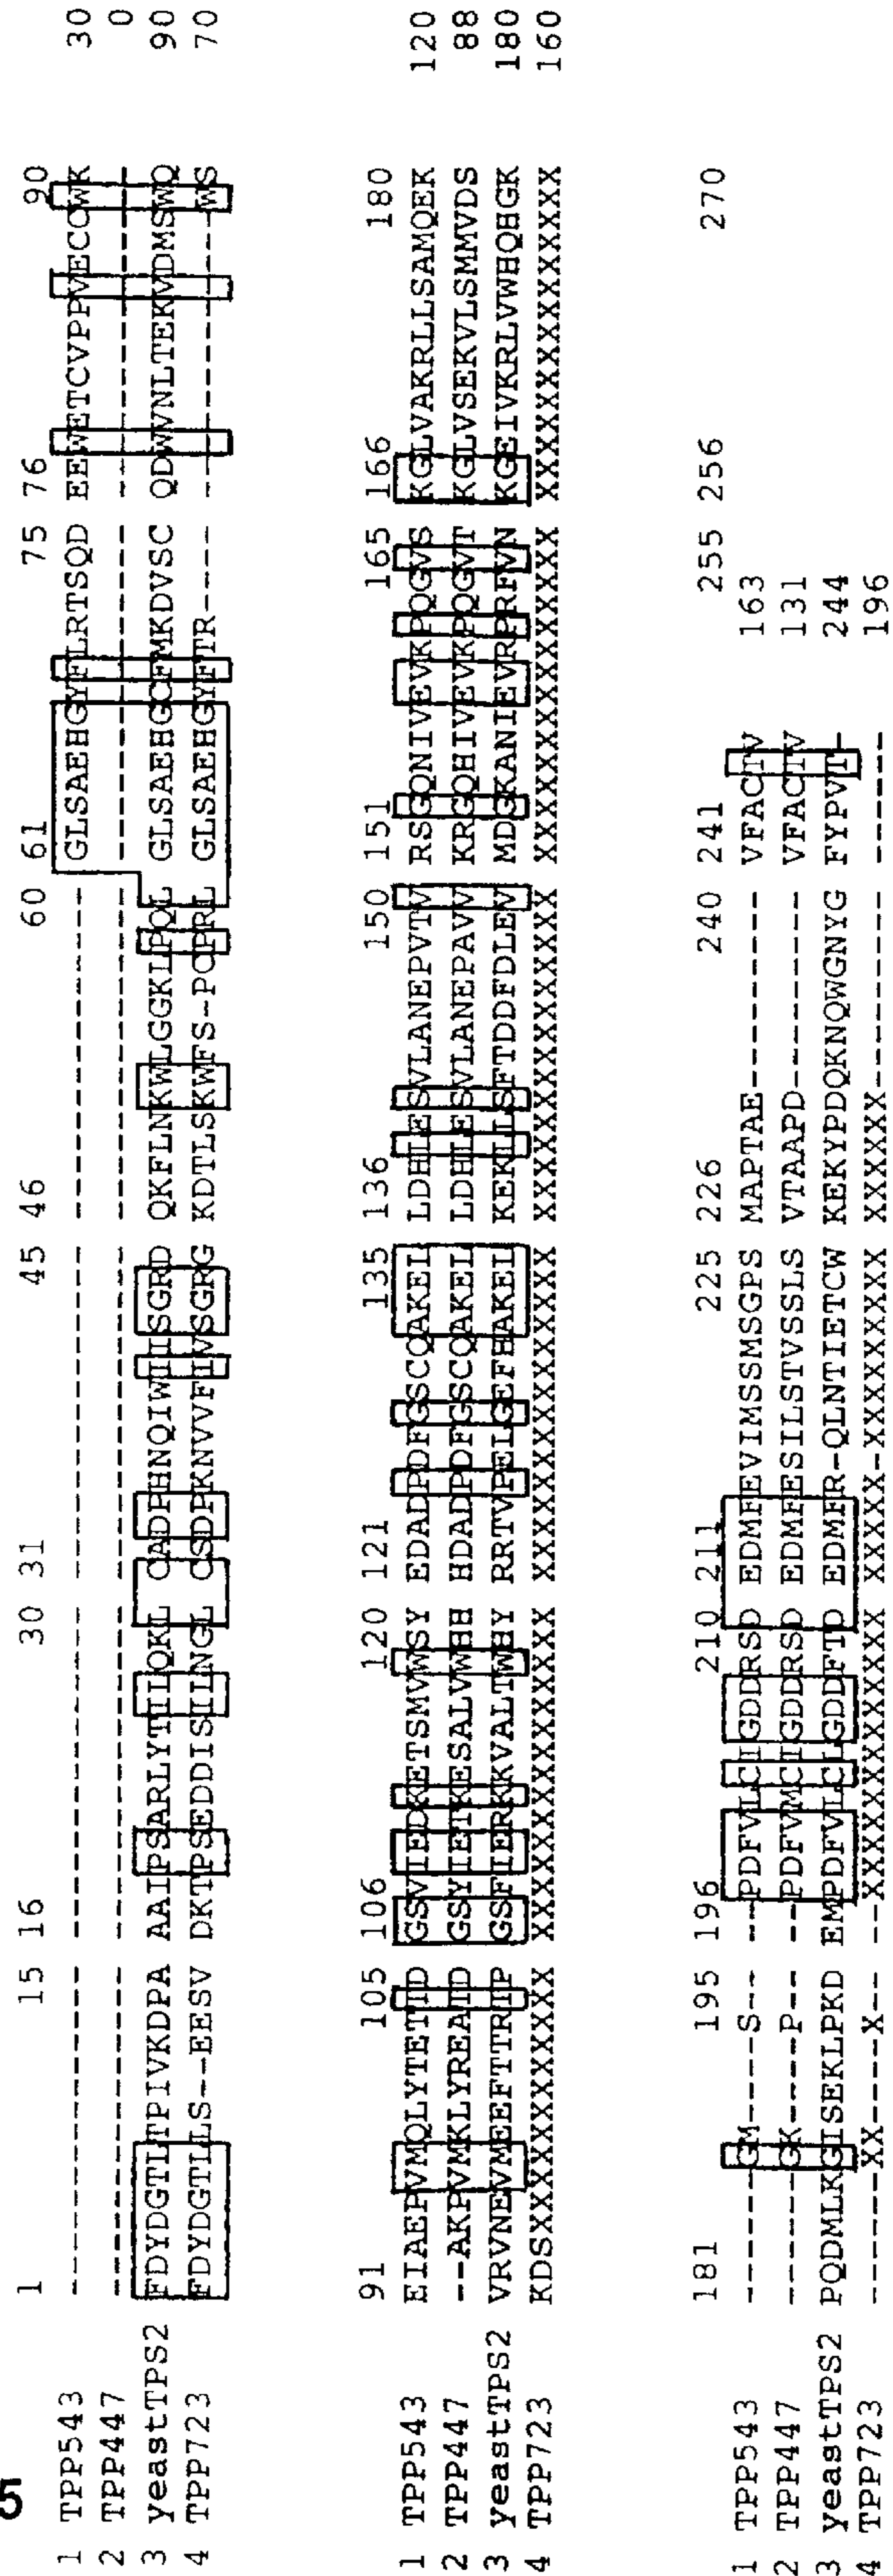 5
1 15 16 30 31 45 46 60 61 75 76 90
1 TPP543 --------------- --------------- --------------- --------------- GLSAEHGYFLRTSQD EEWETCVPPVECCWK 30
2 TPP447 --------------- --------------- --------------- --------------- --------------- --------------- 0
3 yeastTPS2 FDYDGTLTPIVKDPA AAIPSARLYTILQKL CADPHNQIWIISGRD QKFLNKWLGGKLPQL GLSAEHGCFMKDVSC QDWVNLTEKVDMSWQ 90
4 TPP723 FDYDGTLLS--EESV DKTPSEDDISILNGL CSDPKNVVFIVSGRG KDTLSKWFS-PCPRL GLSAEHGYFTR---- -------------WS 70
91 105 106 120 121 135 136 150 151 165 166 180
1 TPP543 EIAEPVMQLYTETID GSVIEDKETSMVWSY EDADPDFGSCQAKEL LDHLESVLANEPVTV RSGQNIVEVKPQGVS KGLVAKRLLSAMQEK 120
2 TPP447 --AKPVMKLYREATD GSYIETKESALVWHH HDADPDFGSCQAKEL LDHLESVLANEPAVV KRGQHIVEVKPQGVT KGLVSEKVLSMMVDS 88
3 yeastTPS2 VRVNEVMEEFTTRIP GSFIERKKVALTWHY RRTVPELGEFHAKEL KEKLLSFTDDFDLEV MDGKANIEVRPRFVN KGEIVKRLVWHQHGK 180
4 TPP723 KDSXXXXXXXXXXXX XXXXXXXXXXXXXXX XXXXXXXXXXXXXXX XXXXXXXXXXXXXXX XXXXXXXXXXXXXXX XXXXXXXXXXXXXXX 160
181 195 196 210 211 225 226 240 241 255 256 270
1 TPP543 ------GM----S-- --PDFVLCIGDDRSD EDMFEVIMSSMSGPS MAPTAE--------- VFACTV 163
2 TPP447 ------GK----P-- --PDFVMCIGDDRSD EDMFESILSTVSSLS VTAAPD--------- VFACTV 131
3 yeastTPS2 PQDMLKGISEKLPKD EMPDFVLCLGDDFTD EDMFR-QLNTIETCW KEKYPDQKNQWGNYG FYPVT- 244
4 TPP723 ------XX----X-- --XXXXXXXXXXXXX XXXXX-XXXXXXXXX XXXXXX--------- ------ 196